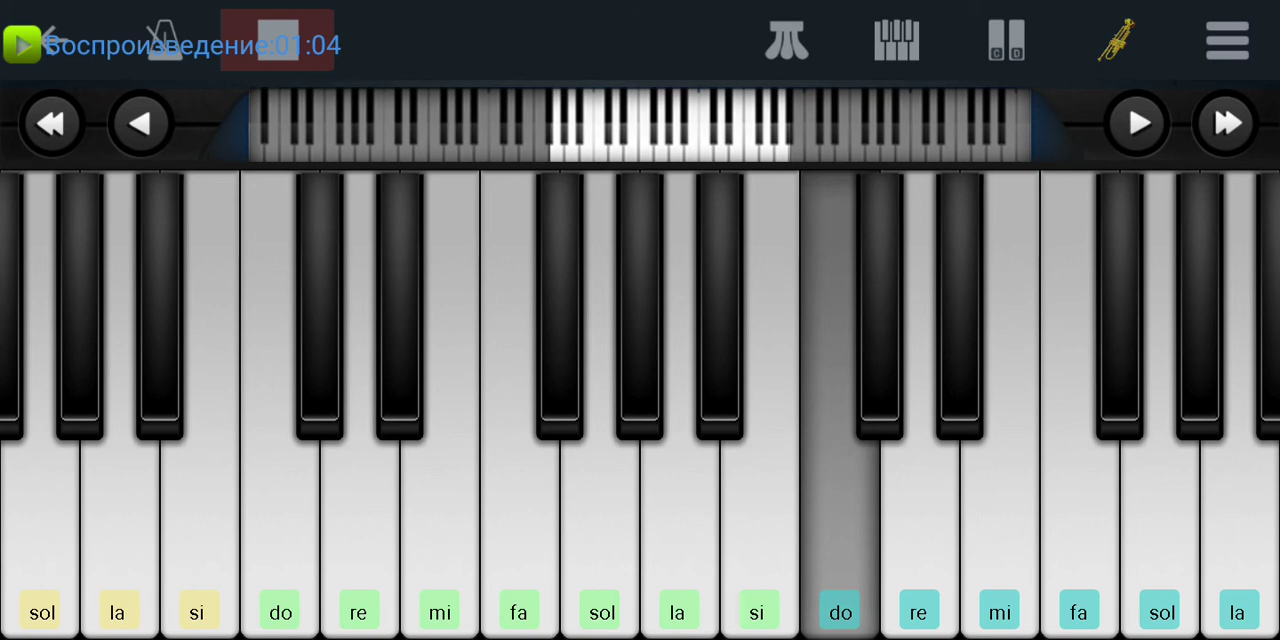 Воспроизведение:01:04
C D
sol la si do re mi fa sol la si do re mi fa sol la